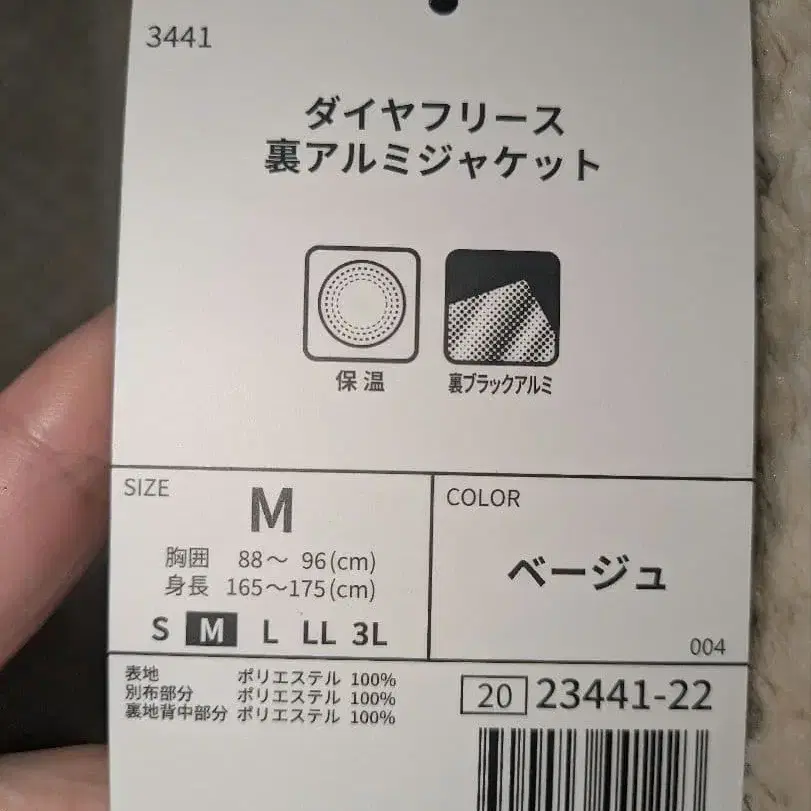 3441
ダイヤフリース
裏アルミジャケット
保温
裏ブラックアルミ
SIZE
M
胸囲 88～ 96(cm)
身長 165～175(cm)
S M L LL 3L
COLOR
ベージュ
004
表地 ポリエステル 100%
別布部分 ポリエステル 100%
裏地背中部分 ポリエステル 100%
20 23441-22